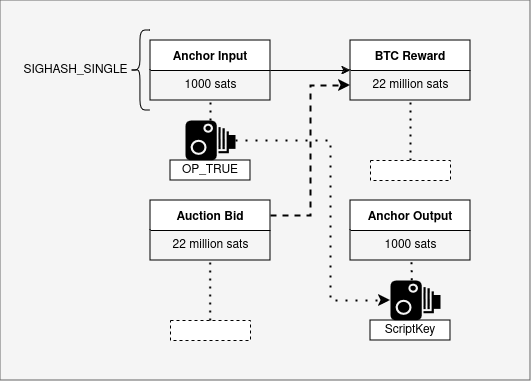 SIGHASH_SINGLE
Anchor Input
1000 sats
OP_TRUE
BTC Reward
22 million sats
Auction Bid
22 million sats
Anchor Output
1000 sats
ScriptKey